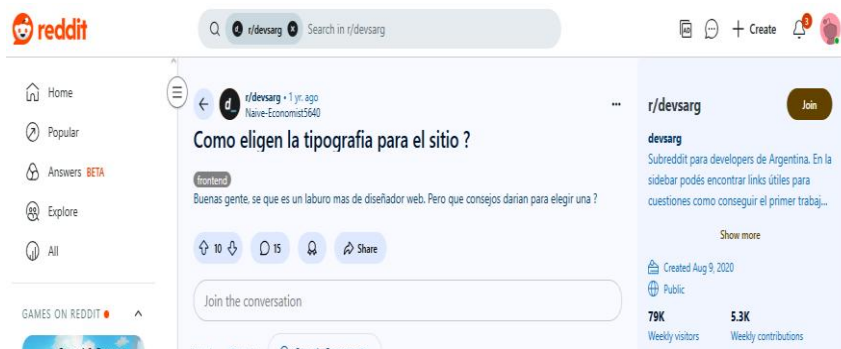 reddit
r/devsarg Search in r/devsarg
Create
3
Home
Popular
Answers BETA
Explore
All
GAMES ON REDDIT
r/devsarg • 1 yr. ago
Naive-Economist5640
Como eligen la tipografia para el sitio ?
frontend
Buenas gente, se que es un laburo mas de diseñador web. Pero que consejos darian para elegir una ?
10 15 Share
Join the conversation
r/devsarg Join
devsarg
Subreddit para developers de Argentina. En la
sidebar podés encontrar links útiles para
cuestiones como conseguir el primer trabaj...
Show more
Created Aug 9, 2020
Public
79K 5.3K
Weekly visitors Weekly contributions